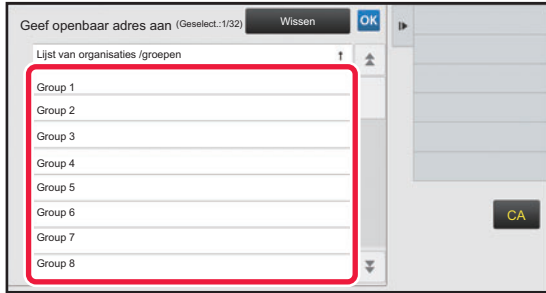 Geef openbaar adres aan (Geselect.:1/32) Wissen OK
Lijst van organisaties /groepen
Group 1
Group 2
Group 3
Group 4
Group 5
Group 6
Group 7
Group 8
CA